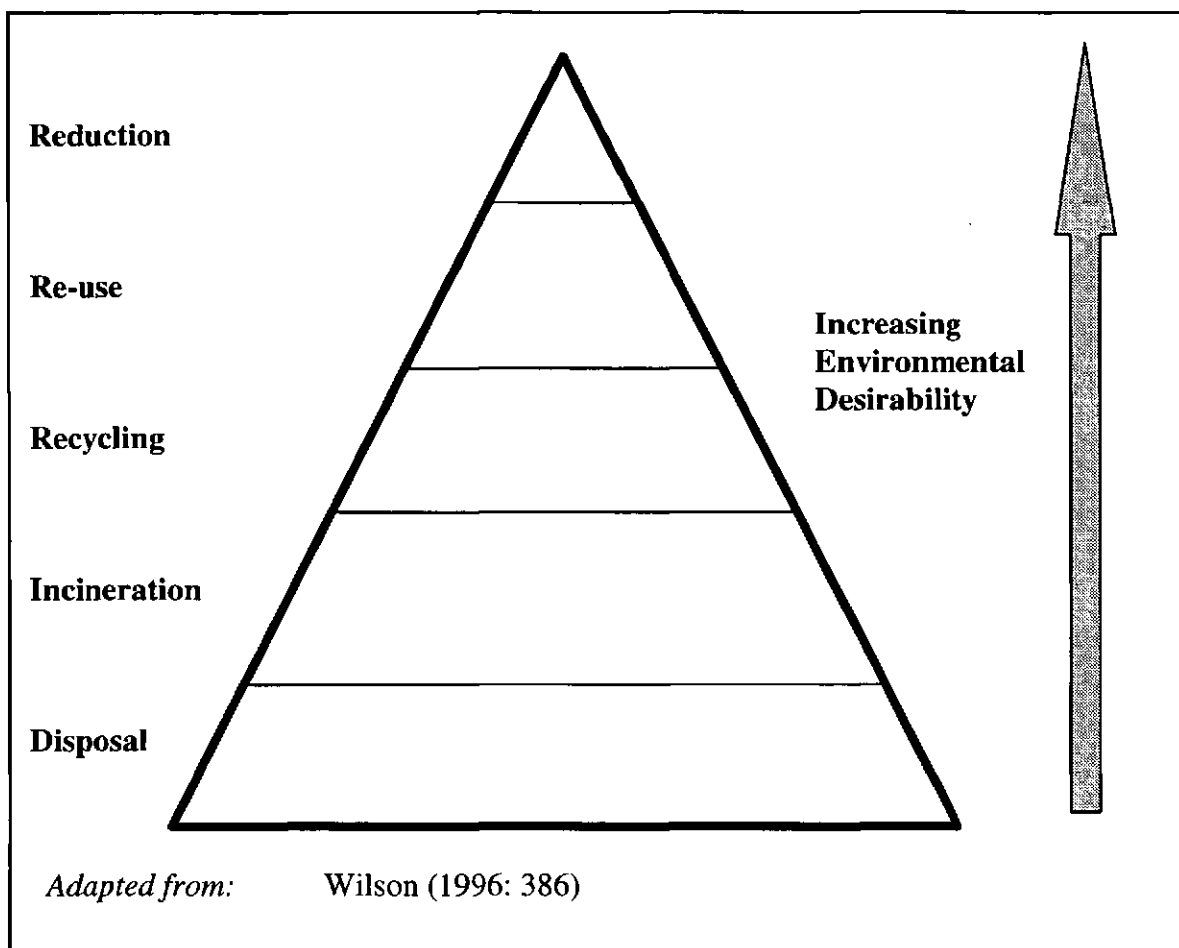 Reduction
Re-use
Increasing
Environmental
Desirability
Recycling
Incineration
Disposal
Adapted from: Wilson (1996: 386)